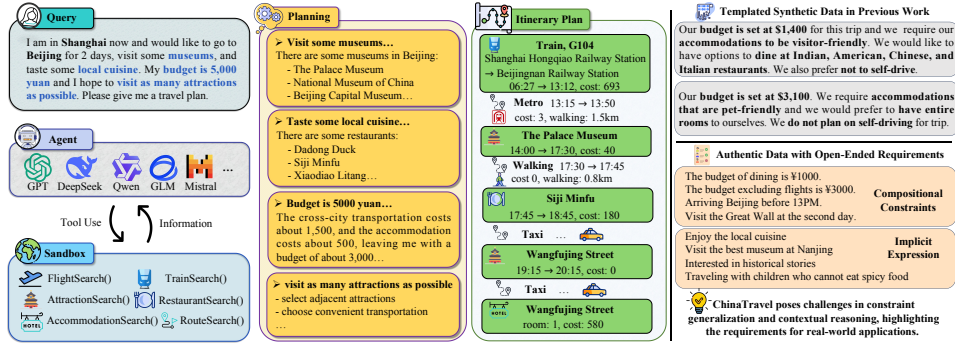 Query
I am in Shanghai now and would like to go to
Beijing for 2 days, visit some museums, and
taste some local cuisine. My budget is 5,000
yuan and I hope to visit as many attractions
as possible. Please give me a travel plan.
Agent
GPT DeepSeek Qwen GLM Mistral ...
Tool Use
Information
Sandbox
FlightSearch() TrainSearch()
AttractionSearch() RestaurantSearch()
HOTEL AccommodationSearch() RouteSearch()
Planning
➢ Visit some museums…
There are some museums in Beijing:
- The Palace Museum
- National Museum of China
- Beijing Capital Museum…
➢ Taste some local cuisine…
There are some restaurants:
- Dadong Duck
- Siji Minfu
- Xiaodiao Litang…
➢ Budget is 5000 yuan…
The cross-city transportation costs
about 1,500, and the accommodation
costs about 500, leaving me with a
budget of about 3,000…
➢ visit as many attractions as possible
- select adjacent attractions
- choose convenient transportation
…
Itinerary Plan
Train, G104
Shanghai Hongqiao Railway Station
→ Beijingnan Railway Station
06:27 → 13:12, cost: 693
Metro 13:15 → 13:50
cost: 3, walking: 1.5km
The Palace Museum
14:00 → 17:30, cost: 40
Walking 17:30 → 17:45
cost 0, walking: 0.8km
Siji Minfu
17:45 → 18:45, cost: 180
Taxi …
Wangfujing Street
19:15 → 20:15, cost: 0
Taxi …
HOTEL
Wangfujing Street
room: 1, cost: 580
Templated Synthetic Data in Previous Work
Our budget is set at $1,400 for this trip and we require our
accommodations to be visitor-friendly. We would like to
have options to dine at Indian, American, Chinese, and
Italian restaurants. We also prefer not to self-drive.
Our budget is set at $3,100. We require accommodations
that are pet-friendly and we would prefer to have entire
rooms to ourselves. We do not plan on self-driving for trip.
Authentic Data with Open-Ended Requirements
The budget of dining is ¥1000.
The budget excluding flights is ¥3000.
Arriving Beijing before 13PM.
Visit the Great Wall at the second day.
Compositional
Constraints
Enjoy the local cuisine
Visit the best museum at Nanjing
Interested in historical stories
Traveling with children who cannot eat spicy food
Implicit
Expression
ChinaTravel poses challenges in constraint
generalization and contextual reasoning, highlighting
the requirements for real-world applications.